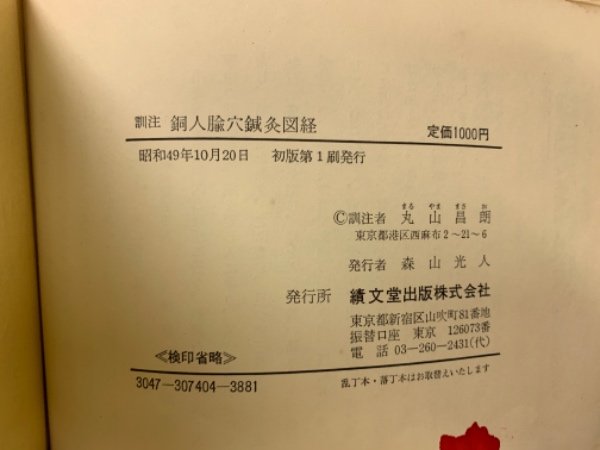 訓注 銅人腧穴鍼灸図経 定価1000円
昭和49年10月20日 初版第1刷発行
まる やま まさ お
©訓注者 丸山昌朗
東京都港区西麻布2〜21〜6
発行者 森山光人
発行所 績文堂出版株式会社
東京都新宿区山吹町81番地
振替口座 東京 126073番
電話 03―260―2431(代)
≪検印省略≫
3047―307404―3881
乱丁本・落丁本はお取替えいたします